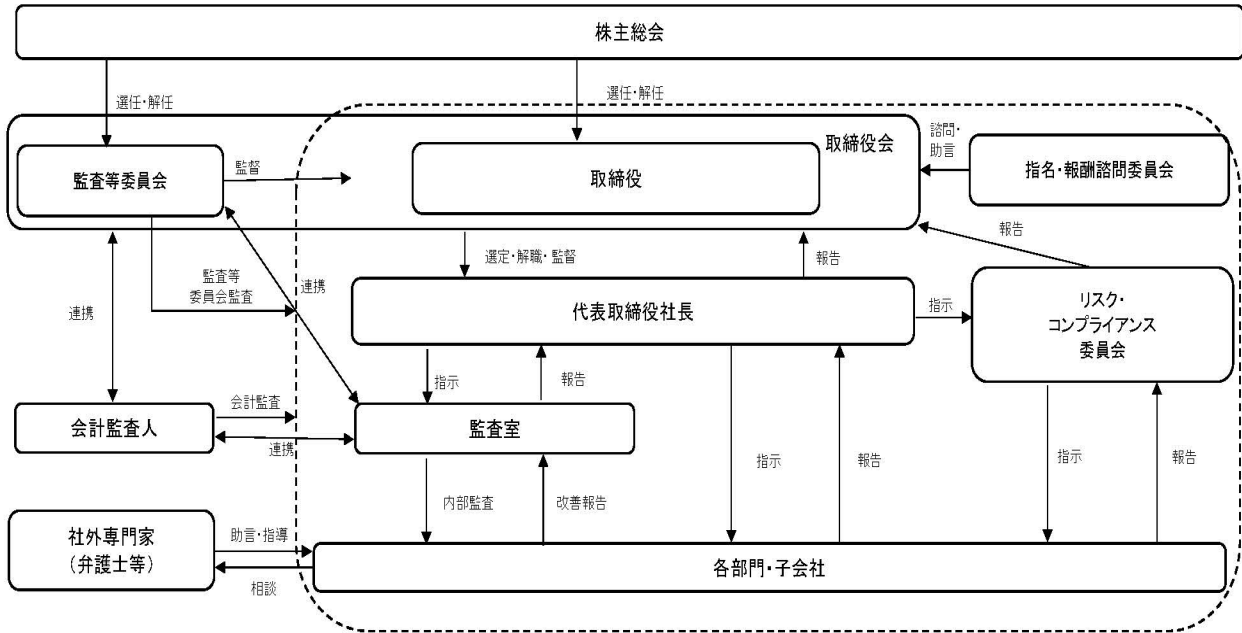 株主総会
選任・解任
選任・解任
取締役会
諮問・
助言
監査等委員会
監督
取締役
指名・報酬諮問委員会
選定・解職・監督
報告
報告
監査等
委員会監査
連携
連携
代表取締役社長
指示
リスク・
コンプライアンス
委員会
指示
報告
会計監査人
会計監査
連携
監査室
指示
報告
指示
報告
内部監査
改善報告
社外専門家
（弁護士等）
助言・指導
相談
各部門・子会社